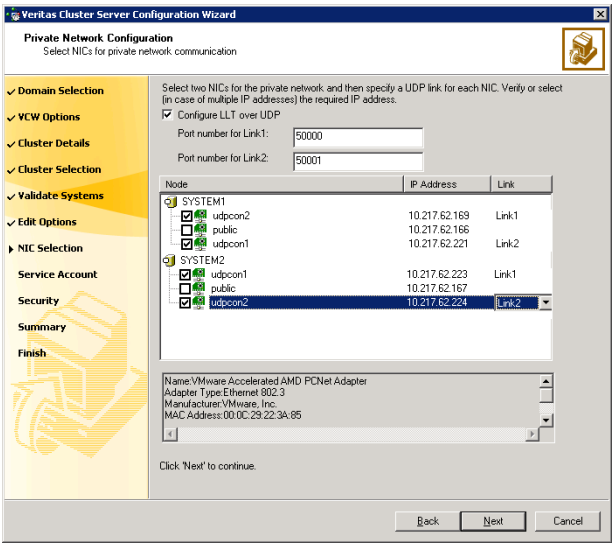 Veritas Cluster Server Configuration Wizard
Private Network Configuration
Select NICs for private network communication
Domain Selection
VCW Options
Cluster Details
Cluster Selection
Validate Systems
Edit Options
NIC Selection
Service Account
Security
Summary
Finish
Select two NICs for the private network and then specify a UDP link for each NIC. Verify or select
(in case of multiple IP addresses) the required IP address.
Configure LLT over UDP
Port number for Link1: 50000
Port number for Link2: 50001
Node IP Address Link
SYSTEM1
udpcon2 10.217.62.169 Link1
public 10.217.62.166
udpcon1 10.217.62.221 Link2
SYSTEM2
udpcon1 10.217.62.223 Link1
public 10.217.62.167
udpcon2 10.217.62.224 Link2
Name:VMware Accelerated AMD PCNet Adapter
Adapter Type:Ethernet 802.3
Manufacturer:VMware, Inc.
MAC Address:00:0C:29:22:3A:85
Click 'Next' to continue.
Back Next Cancel